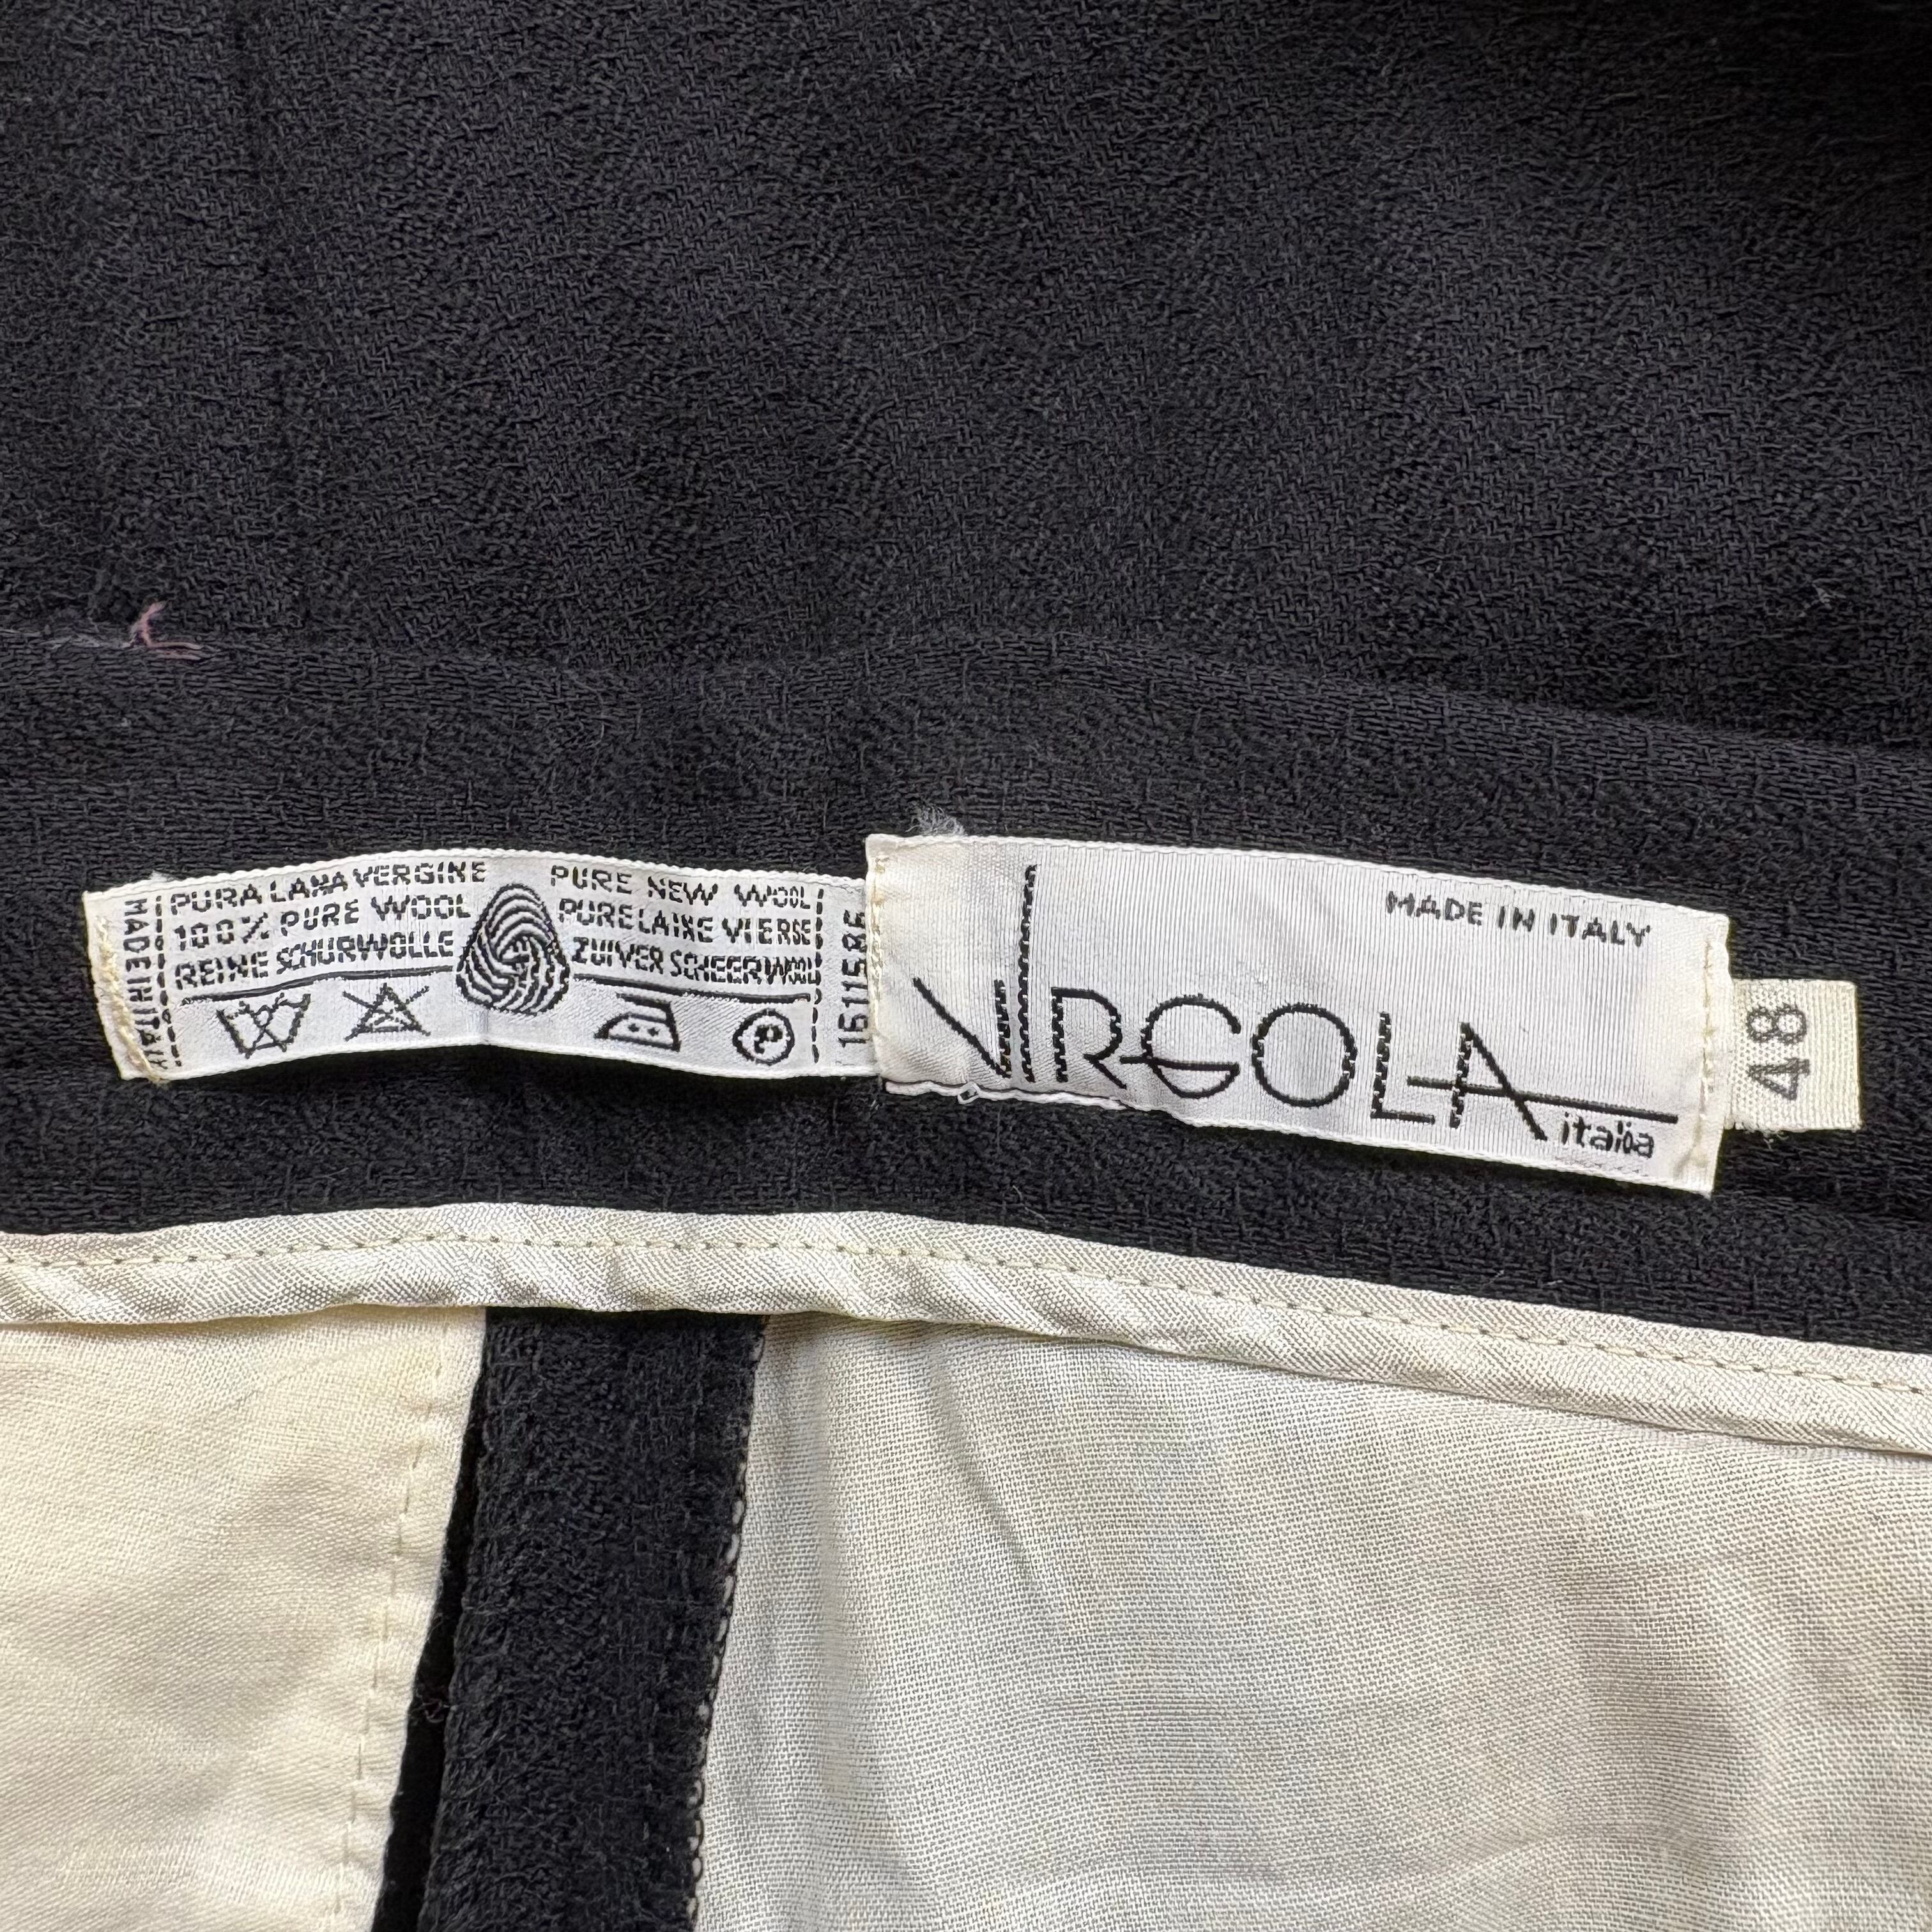 MADE IN ITALY
PURA LANA VERGINE
100% PURE WOOL
REINE SCHURWOLLE
PURE NEW WOOL
PURE LAINE VIERGE
ZUIVER SCHEERWOL
P
1611586
MADE IN ITALY
VIRGOLA
italia
48